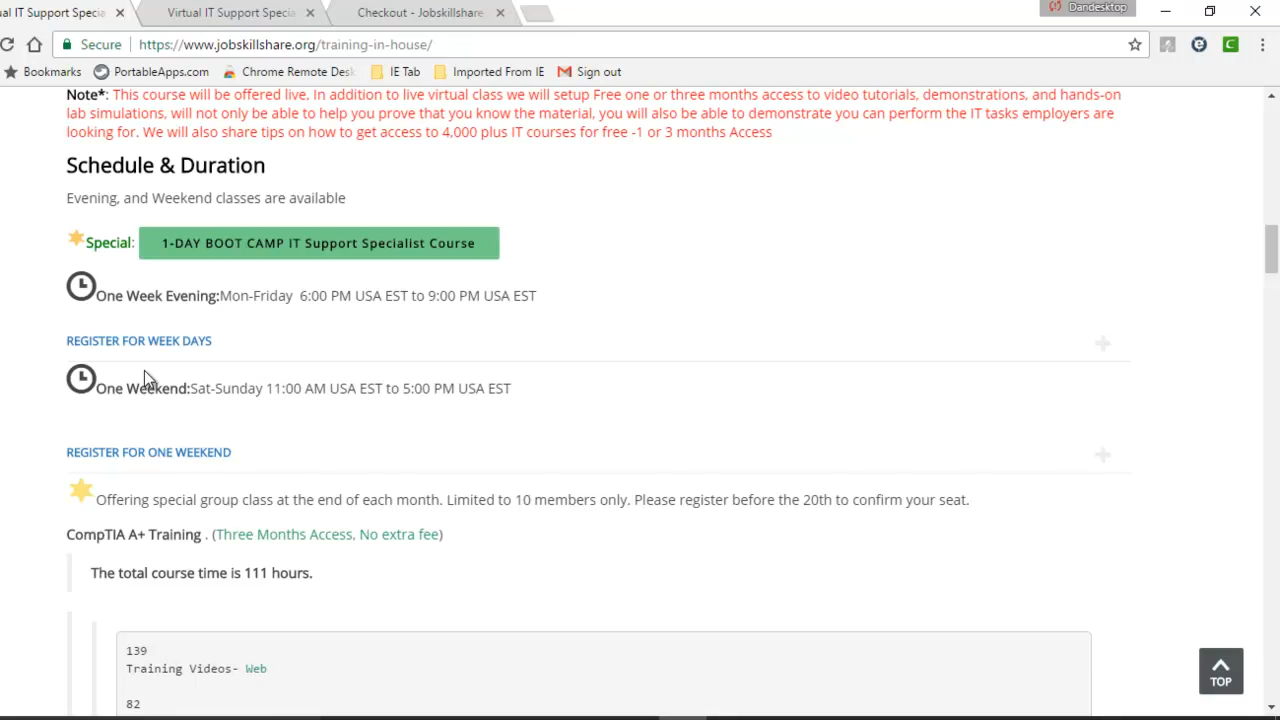 al IT Support Specia
Virtual IT Support Specia
Checkout - Jobskillshare
Dandesktop
Secure
https://www.jobskillshare.org/training-in-house/
Bookmarks
PortableApps.com
Chrome Remote Desk
IE Tab
Imported From IE
Sign out
Note*: This course will be offered live. In addition to live virtual class we will setup Free one or three months access to video tutorials, demonstrations, and hands-on
lab simulations, will not only be able to help you prove that you know the material, you will also be able to demonstrate you can perform the IT tasks employers are
looking for. We will also share tips on how to get access to 4,000 plus IT courses for free -1 or 3 months Access
Schedule & Duration
Evening, and Weekend classes are available
Special: 1-DAY BOOT CAMP IT Support Specialist Course
One Week Evening:Mon-Friday 6:00 PM USA EST to 9:00 PM USA EST
REGISTER FOR WEEK DAYS
One Weekend:Sat-Sunday 11:00 AM USA EST to 5:00 PM USA EST
REGISTER FOR ONE WEEKEND
Offering special group class at the end of each month. Limited to 10 members only. Please register before the 20th to confirm your seat.
CompTIA A+ Training . (Three Months Access, No extra fee)
The total course time is 111 hours.
139
Training Videos- Web
82
TOP